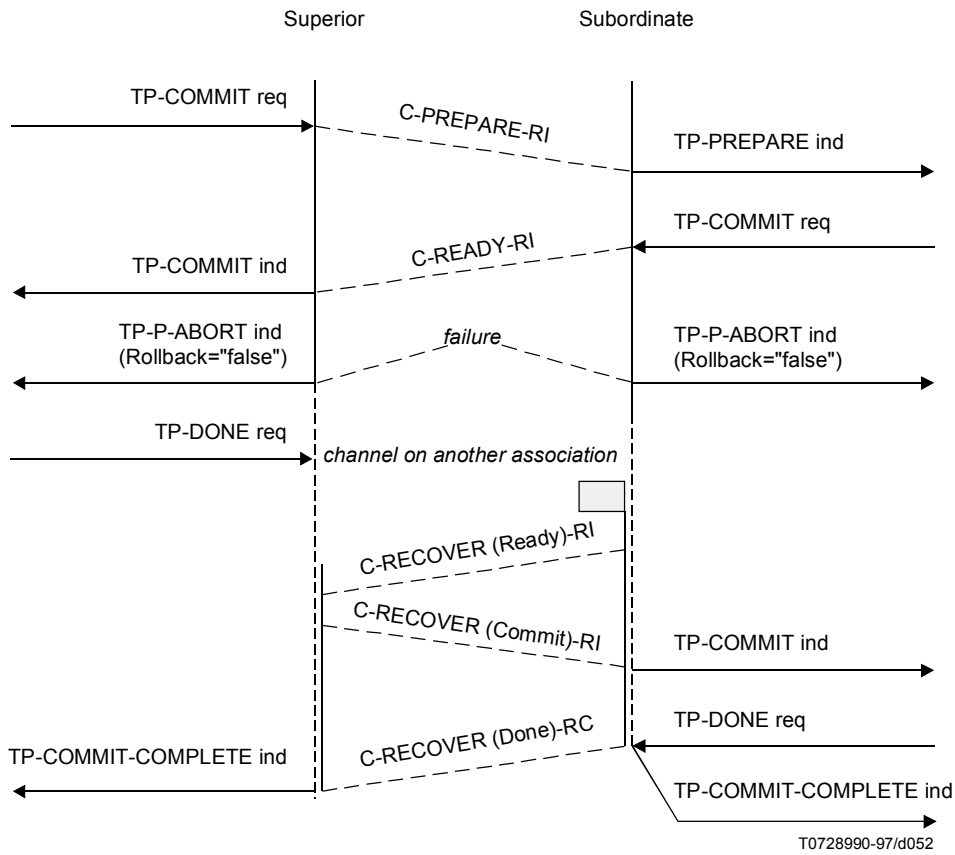 Superior
Subordinate
TP-COMMIT req
C-PREPARE-RI
TP-PREPARE ind
TP-COMMIT req
C-READY-RI
TP-COMMIT ind
TP-P-ABORT ind
(Rollback="false")
failure
TP-P-ABORT ind
(Rollback="false")
TP-DONE req
channel on another association
C-RECOVER (Ready)-RI
C-RECOVER (Commit)-RI
TP-COMMIT ind
TP-DONE req
C-RECOVER (Done)-RC
TP-COMMIT-COMPLETE ind
TP-COMMIT-COMPLETE ind
T0728990-97/d052